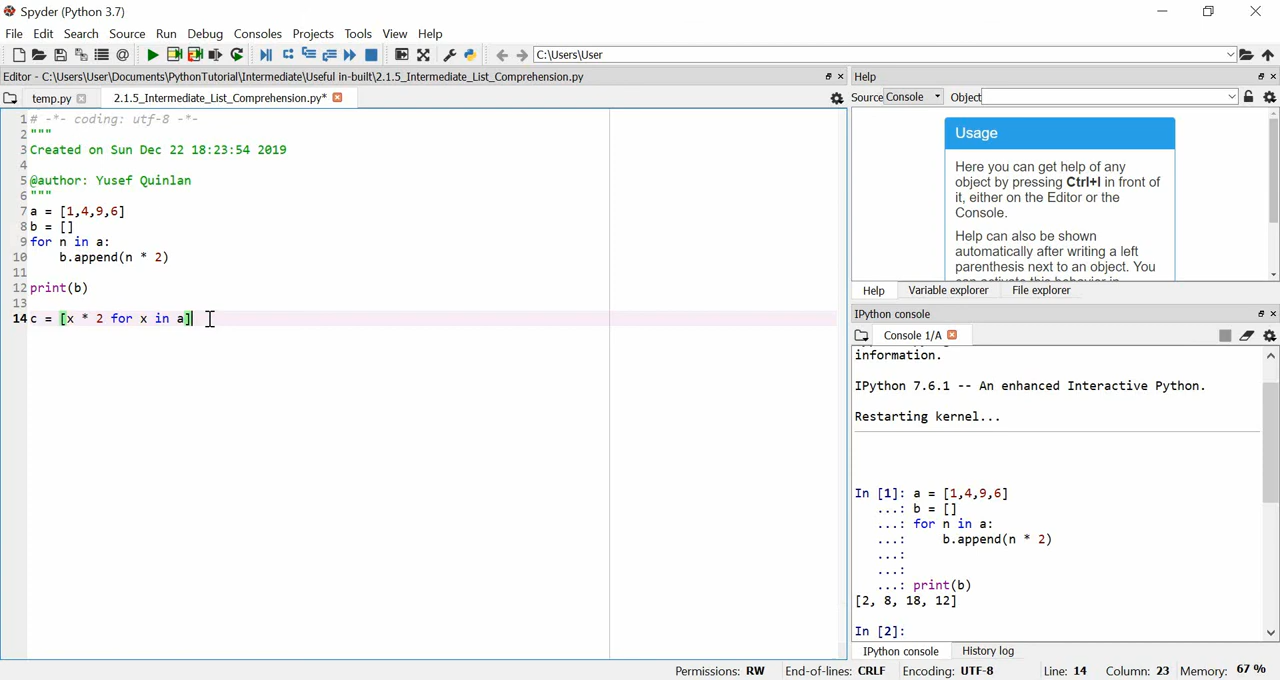 Spyder (Python 3.7)
File Edit Search Source Run Debug Consoles Projects Tools View Help
C:\Users\User
Editor - C:\Users\User\Documents\PythonTutorial\Intermediate\Useful in-built\2.1.5_Intermediate_List_Comprehension.py
temp.py 2.1.5_Intermediate_List_Comprehension.py*
1 # -*- coding: utf-8 -*-
2 """
3 Created on Sun Dec 22 18:23:54 2019
4
5 @author: Yusef Quinlan
6 """
7 a = [1,4,9,6]
8 b = []
9 for n in a:
10     b.append(n * 2)
11
12 print(b)
13
14 c = [x * 2 for x in a]
Help
Source Console Object
Usage
Here you can get help of any
object by pressing Ctrl+I in front of
it, either on the Editor or the
Console.
Help can also be shown
automatically after writing a left
parenthesis next to an object. You
can activate this behavior in
Help Variable explorer File explorer
IPython console
Console 1/A
information.
IPython 7.6.1 -- An enhanced Interactive Python.
Restarting kernel...
In [1]: a = [1,4,9,6]
...: b = []
...: for n in a:
...:     b.append(n * 2)
...:
...:
...: print(b)
[2, 8, 18, 12]
In [2]:
IPython console History log
Permissions: RW End-of-lines: CRLF Encoding: UTF-8 Line: 14 Column: 23 Memory: 67 %